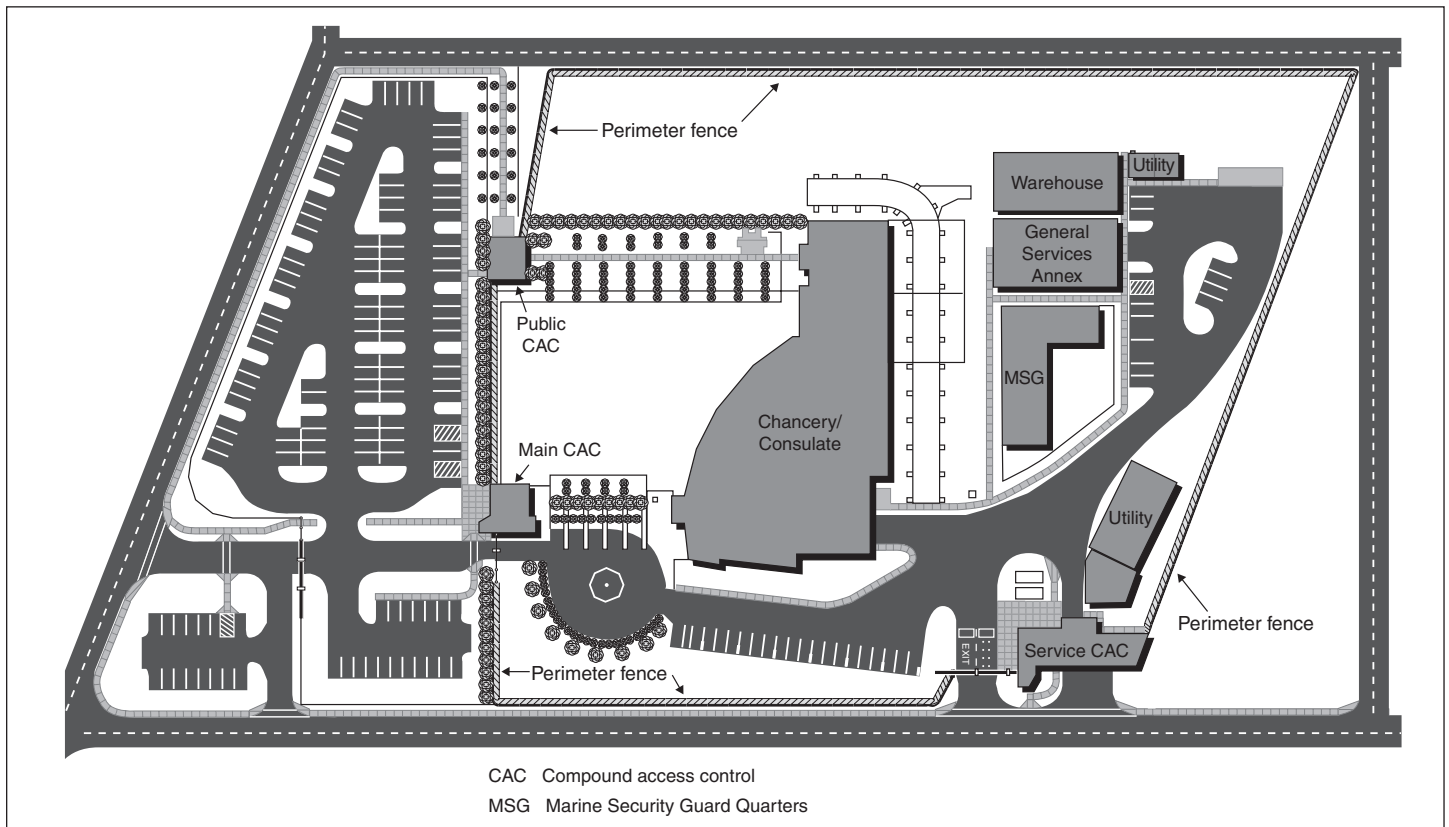 Perimeter fence
Warehouse
Utility
General
Services
Annex
Public
CAC
MSG
Chancery/
Consulate
Main CAC
Utility
Perimeter fence
Service CAC
EXIT
Perimeter fence
CAC Compound access control
MSG Marine Security Guard Quarters